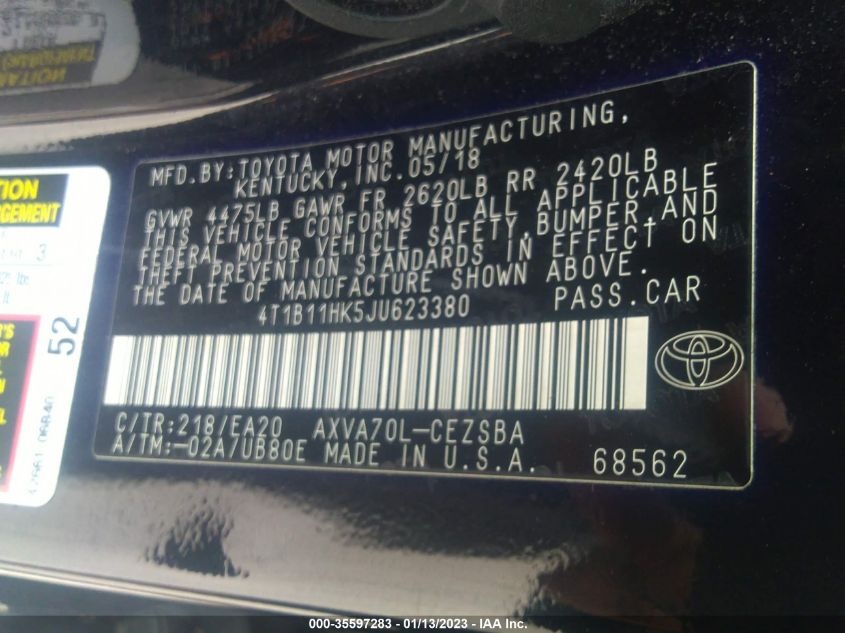 MFD.BY:TOYOTA MOTOR MANUFACTURING,
KENTUCKY, INC. 05/18
GVWR 4475LB GAWR FR 2620LB RR 2420LB
THIS VEHICLE CONFORMS TO ALL APPLICABLE
FEDERAL MOTOR VEHICLE SAFETY, BUMPER, AND
THEFT PREVENTION STANDARDS IN EFFECT ON
THE DATE OF MANUFACTURE SHOWN ABOVE.
4T1B11HK5JU623380 PASS.CAR
C/TR:218/EA20 AXVA70L-CEZSBA
A/TM:-02A/UB80E MADE IN U.S.A. 68562
52
3
000-35597283 - 01/13/2023 - IAA Inc.